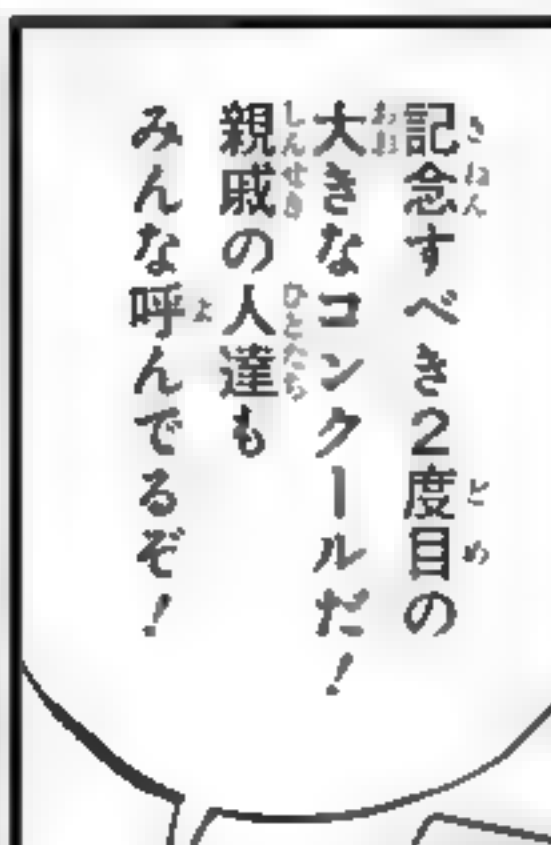 記念すべき2度目の
大きなコンクールだ!
親戚の人達も
みんな呼んでるぞ!